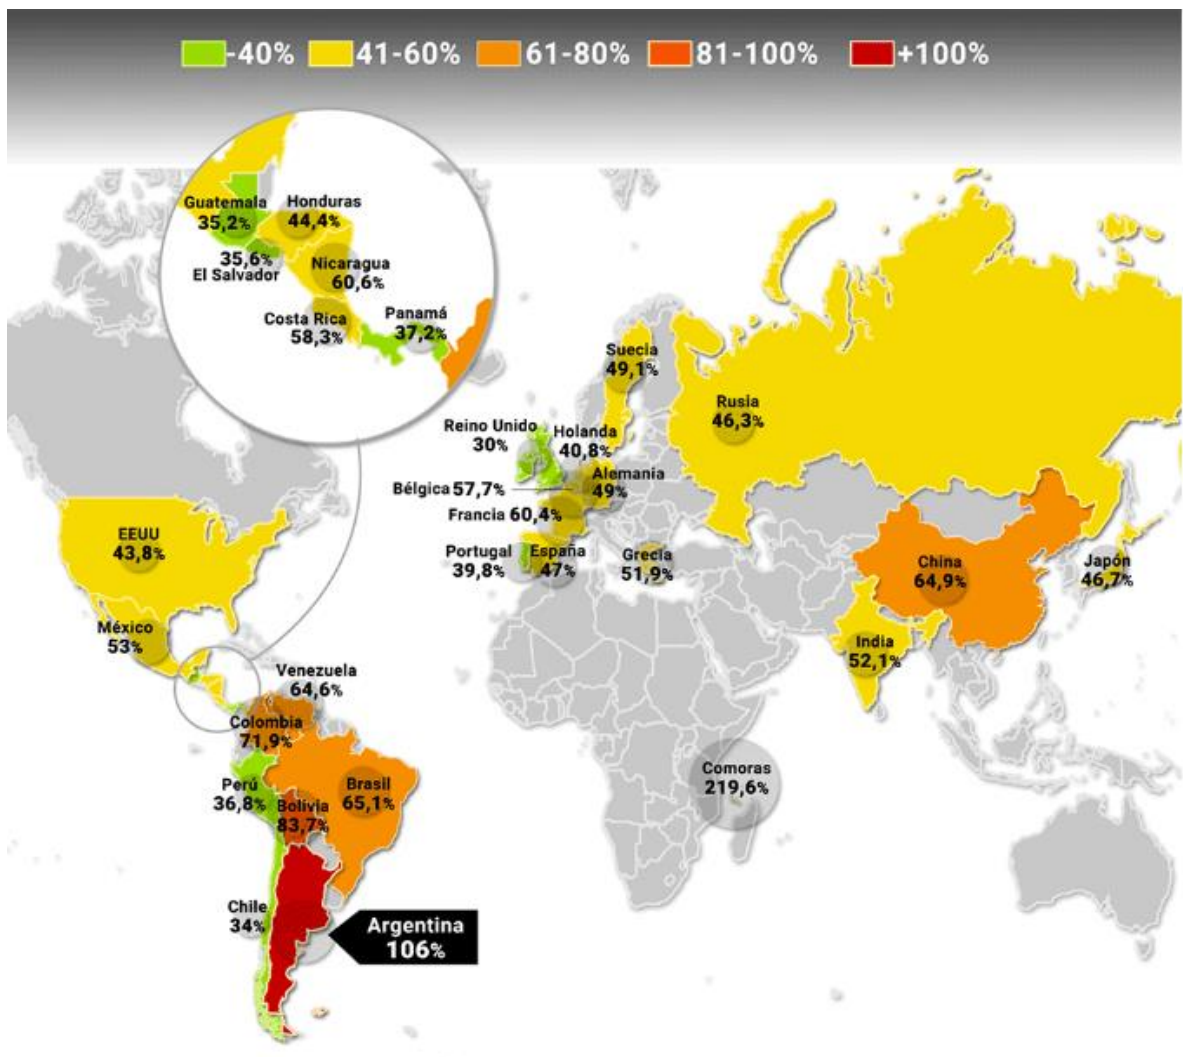 -40%
41-60%
61-80%
81-100%
+100%
Guatemala
35,2%
Honduras
44,4%
35,6%
El Salvador
Nicaragua
60,6%
Costa Rica
58,3%
Panamá
37,2%
Suecia
49,1%
Rusia
46,3%
Reino Unido
30%
Holanda
40,8%
Alemania
49%
Bélgica 57,7%
Francia 60,4%
Portugal
39,8%
España
47%
Grecia
51,9%
EEUU
43,8%
China
64,9%
Japón
46,7%
México
53%
India
52,1%
Venezuela
64,6%
Colombia
71,9%
Comoras
219,6%
Perú
36,8%
Bolivia
83,7%
Brasil
65,1%
Chile
34%
Argentina
106%